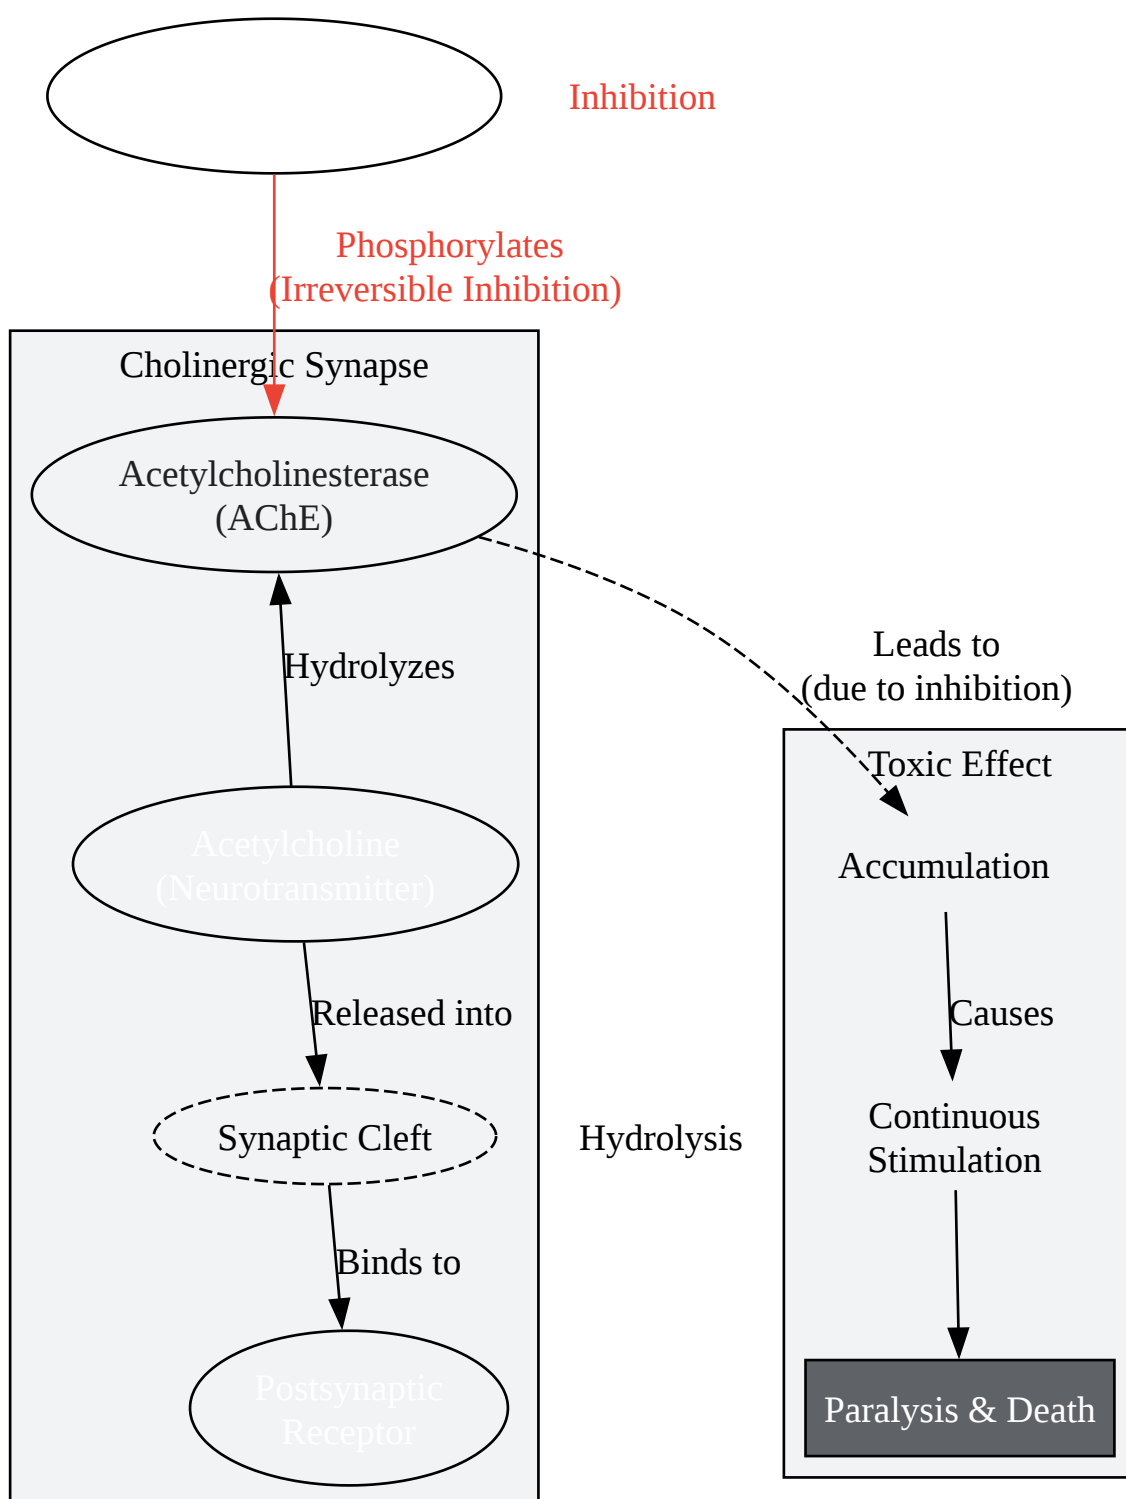 Inhibition
Phosphorylates
(Irreversible Inhibition)
Cholinergic Synapse
Acetylcholinesterase
(AChE)
Hydrolyzes
Acetylcholine
(Neurotransmitter)
Released into
Synaptic Cleft
Binds to
Postsynaptic
Receptor
Hydrolysis
Leads to
(due to inhibition)
Toxic Effect
Accumulation
Causes
Continuous
Stimulation
Paralysis & Death